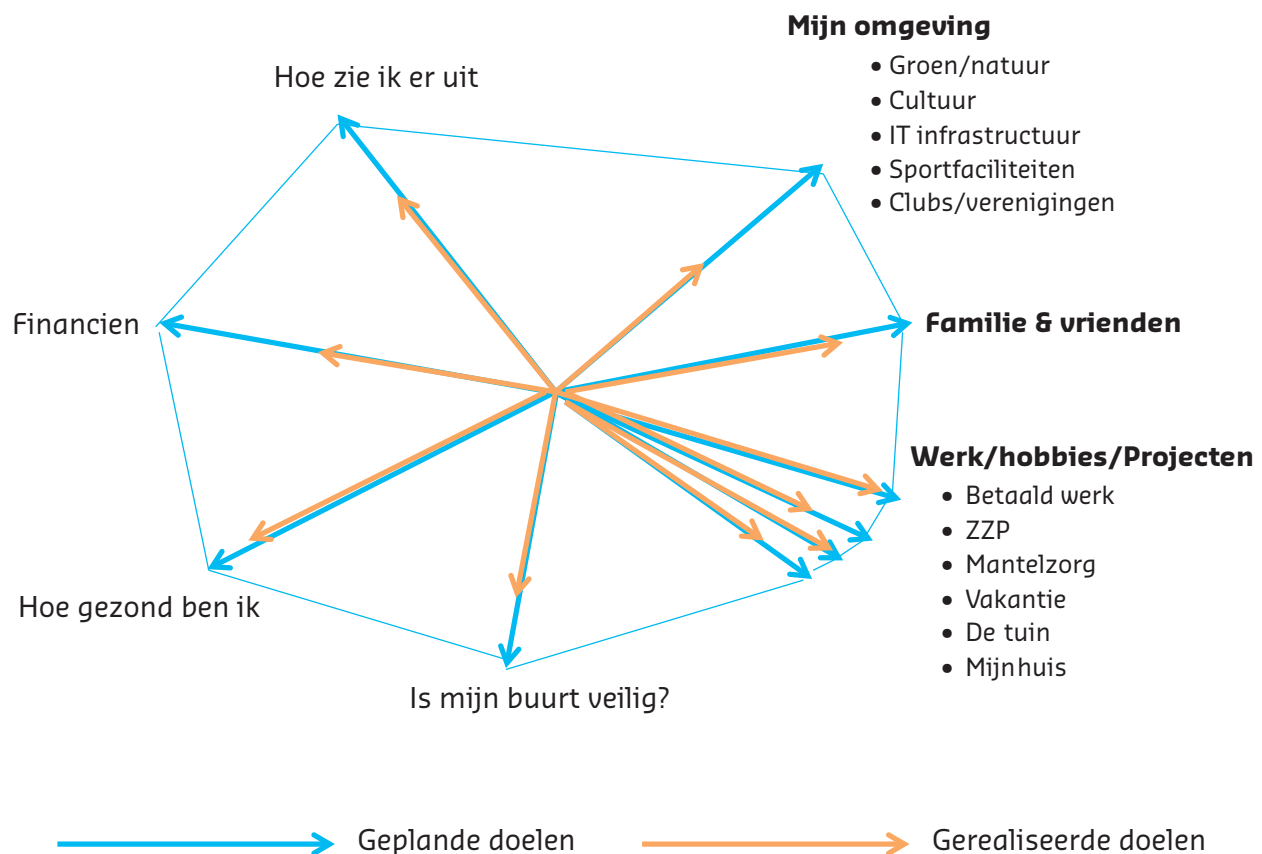 Mijn omgeving
• Groen/natuur
• Cultuur
• IT infrastructuur
• Sportfaciliteiten
• Clubs/verenigingen
Hoe zie ik er uit
Financien
Familie & vrienden
Werk/hobbies/Projecten
• Betaald werk
• ZZP
• Mantelzorg
• Vakantie
• De tuin
• Mijnhuis
Hoe gezond ben ik
Is mijn buurt veilig?
Geplande doelen
Gerealiseerde doelen